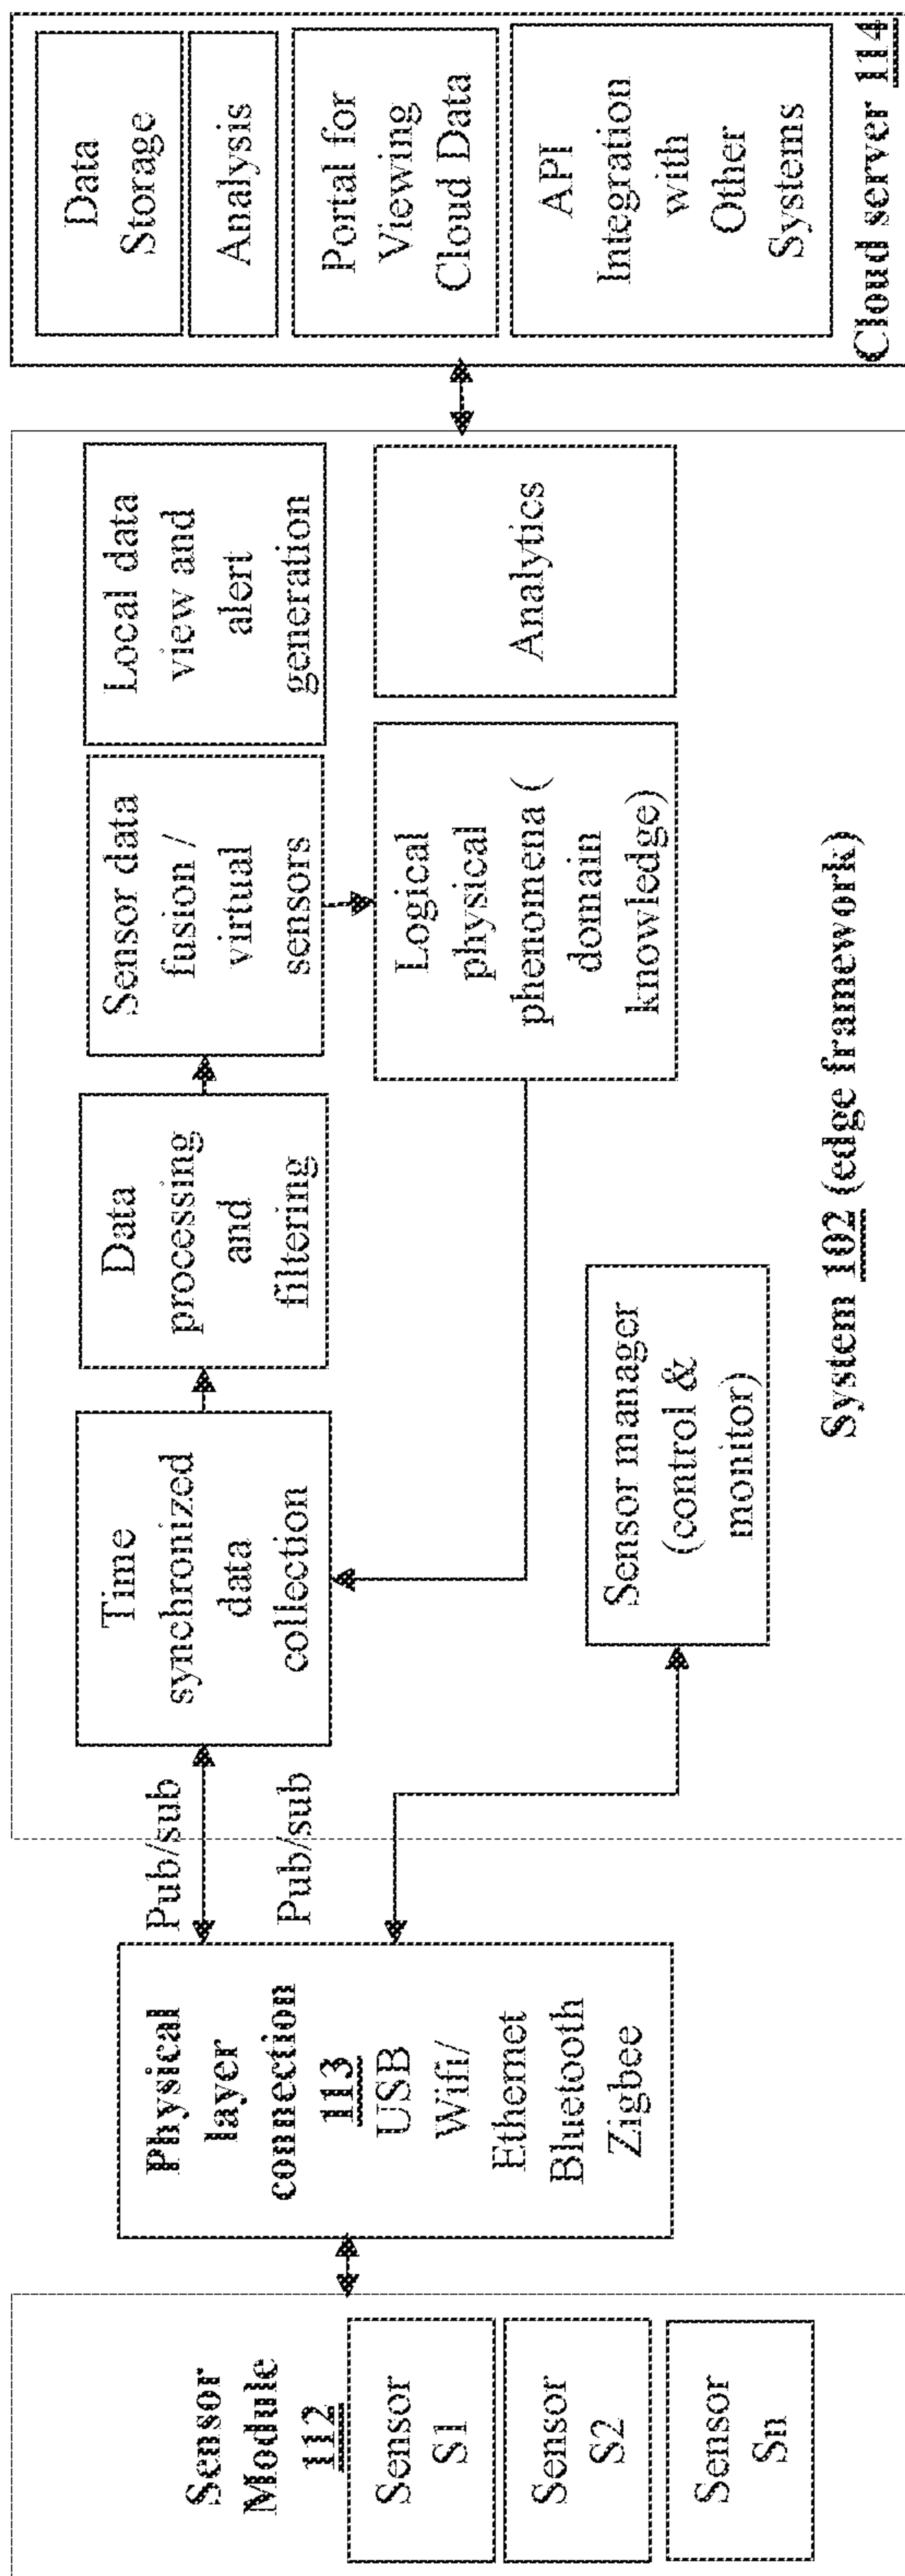 Sensor
Module
112
Sensor
S1
Sensor
S2
Sensor
Sn
Physical
layer
connection
113
USB
Wifi/
Ethernet
Bluetooth
Zigbee
Pub/sub
Pub/sub
Time
synchronized
data
collection
Data
processing
and
filtering
Sensor data
fusion /
virtual
sensors
Local data
view and
alert
generation
Logical
physical
phenomena (
domain
knowledge)
Analytics
Sensor manager
(control &
monitor)
System 102 (edge framework)
Data
Storage
Analysis
Portal for
Viewing
Cloud Data
API
Integration
with
Other
Systems
Cloud server 114